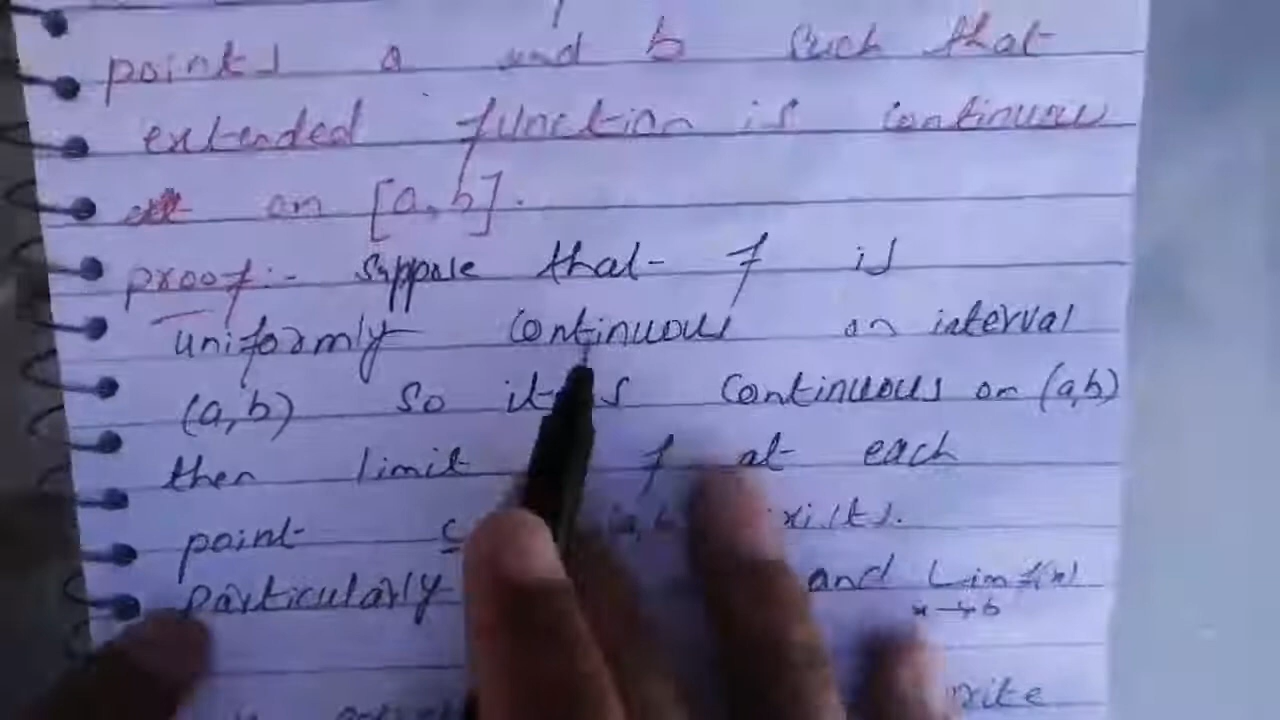 points a and b such that
extended function is continuous
on [a, b].
proof:- Suppose that f is
uniformly continuous on interval
(a, b) So it is continuous on (a,b)
then limit f at each
point
particularly and Lim f(x)
x→b